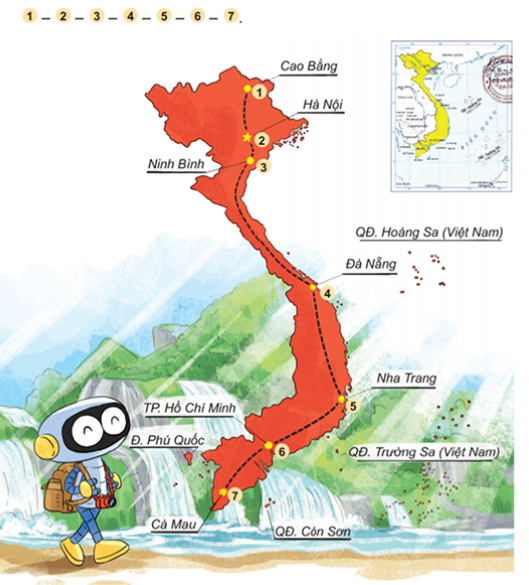 1 – 2 – 3 – 4 – 5 – 6 – 7.
Cao Bằng
1
Hà Nội
2
Ninh Bình
3
QĐ. Hoàng Sa (Việt Nam)
Đà Nẵng
4
Nha Trang
5
TP. Hồ Chí Minh
Đ. Phú Quốc
6
QĐ. Trường Sa (Việt Nam)
7
Cà Mau
QĐ. Côn Sơn